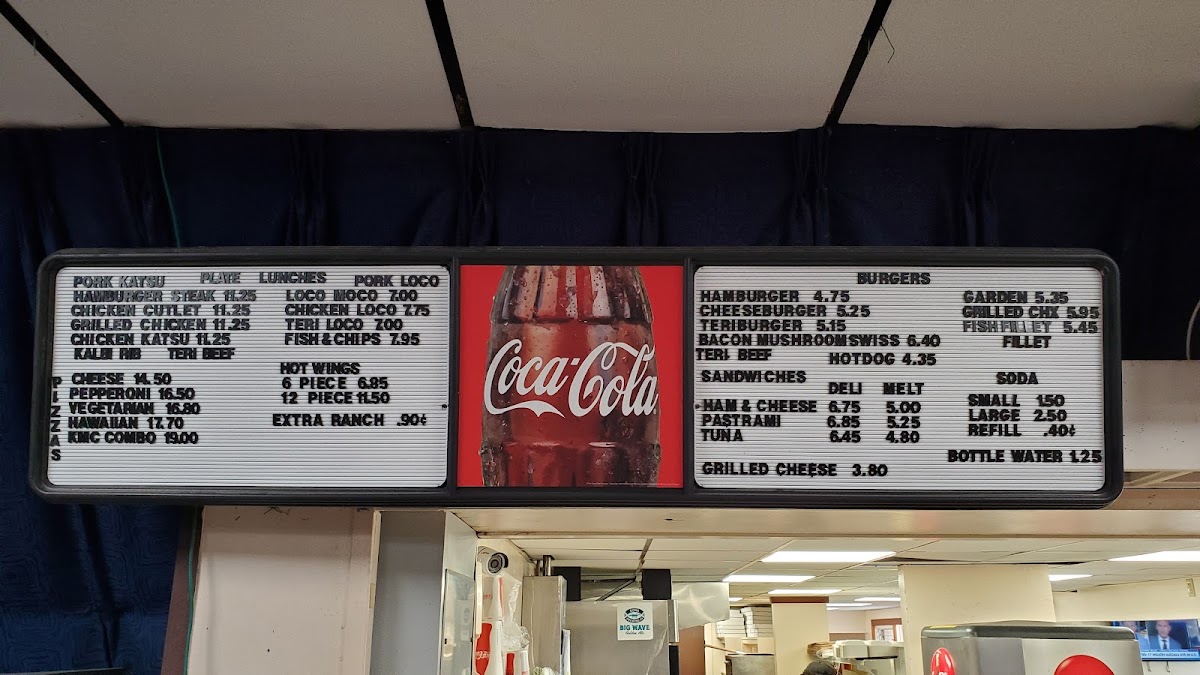 PORK KATSU PLATE LUNCHES PORK LOCO
HAMBURGER STEAK 11.25
CHICKEN CUTLET 11.25
GRILLED CHICKEN 11.25
CHICKEN KATSU 11.25
KALBI RIB TERI BEEF
LOCO MOCO 7.00
CHICKEN LOCO 7.75
TERI LOCO 7.00
FISH & CHIPS 7.95
PIZZAS
CHEESE 14.50
PEPPERONI 16.50
VEGETARIAN 16.80
HAWAIIAN 17.70
KMC COMBO 19.00
HOT WINGS
6 PIECE 6.85
12 PIECE 11.50
EXTRA RANCH .90¢
Coca-Cola
BURGERS
HAMBURGER 4.75
CHEESEBURGER 5.25
TERIBURGER 5.15
BACON MUSHROOM SWISS 6.40
TERI BEEF HOTDOG 4.35
GARDEN 5.35
GRILLED CHX 5.95
FISH FILLET 5.45
FILLET
SANDWICHES
DELI MELT
HAM & CHEESE 6.75 5.00
PASTRAMI 6.85 5.25
TUNA 6.45 4.80
GRILLED CHEESE 3.80
SODA
SMALL 1.50
LARGE 2.50
REFILL .40¢
BOTTLE WATER 1.25
BIG WAVE